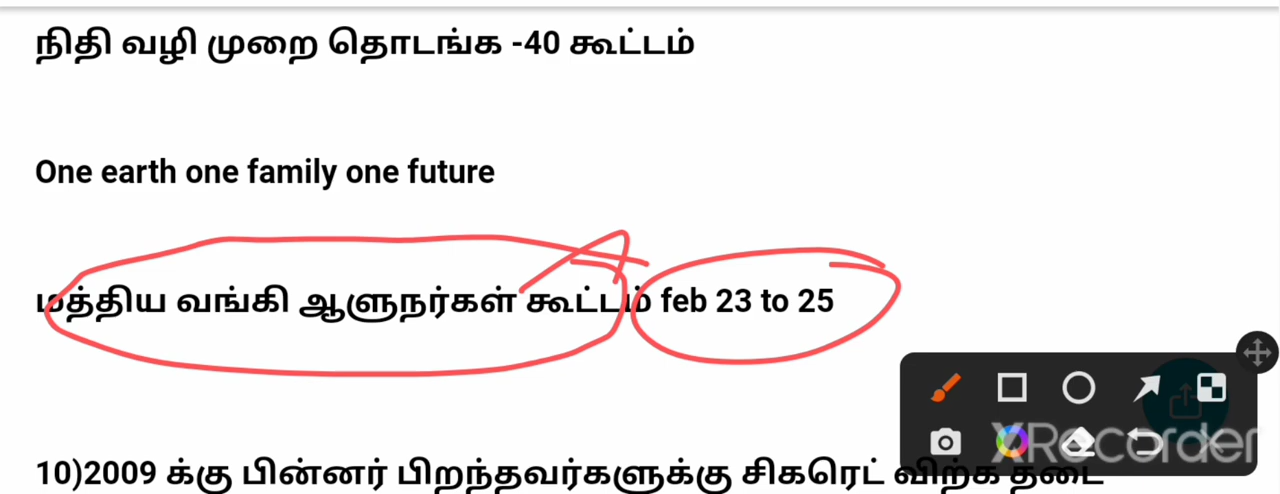 நிதி வழி முறை தொடங்க -40 கூட்டம்
One earth one family one future
மத்திய வங்கி ஆளுநர்கள் கூட்டம் feb 23 to 25
10)2009 க்கு பின்னர் பிறந்தவர்களுக்கு சிகரெட் விற்க தடை
XRecorder